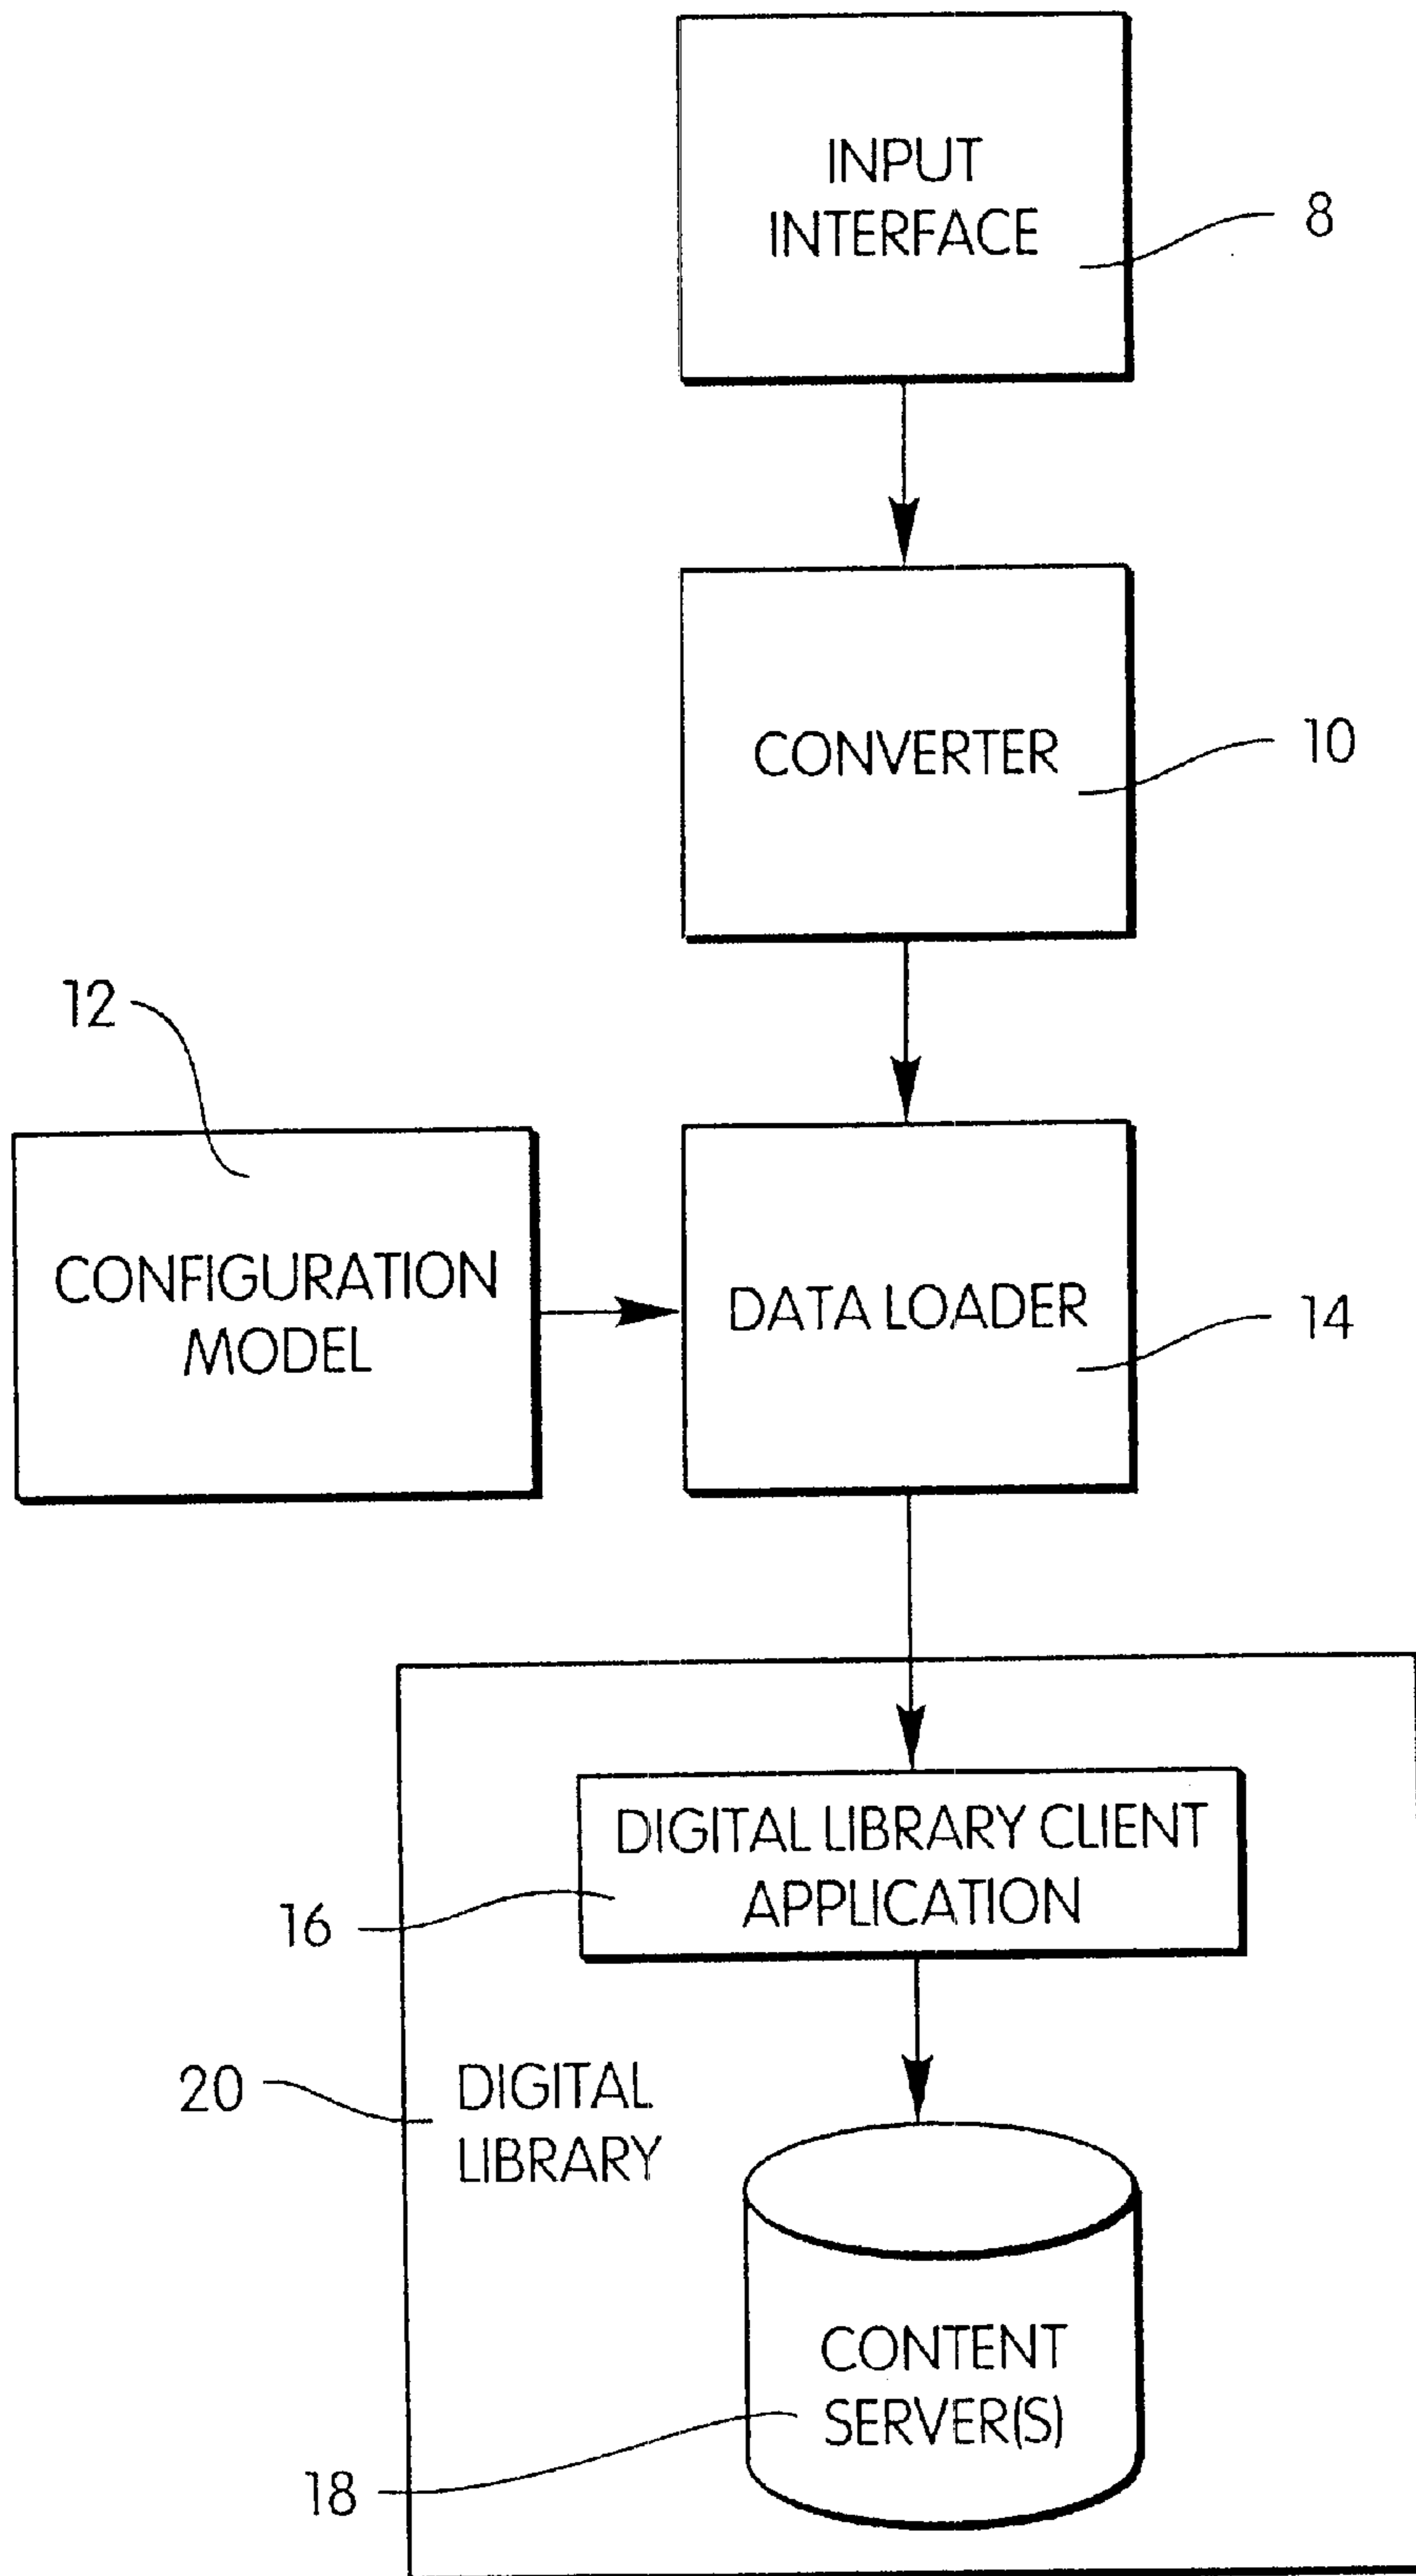 INPUT
INTERFACE
8
CONVERTER
10
12
CONFIGURATION
MODEL
DATA LOADER
14
DIGITAL LIBRARY CLIENT
APPLICATION
16
20
DIGITAL
LIBRARY
CONTENT
SERVER(S)
18